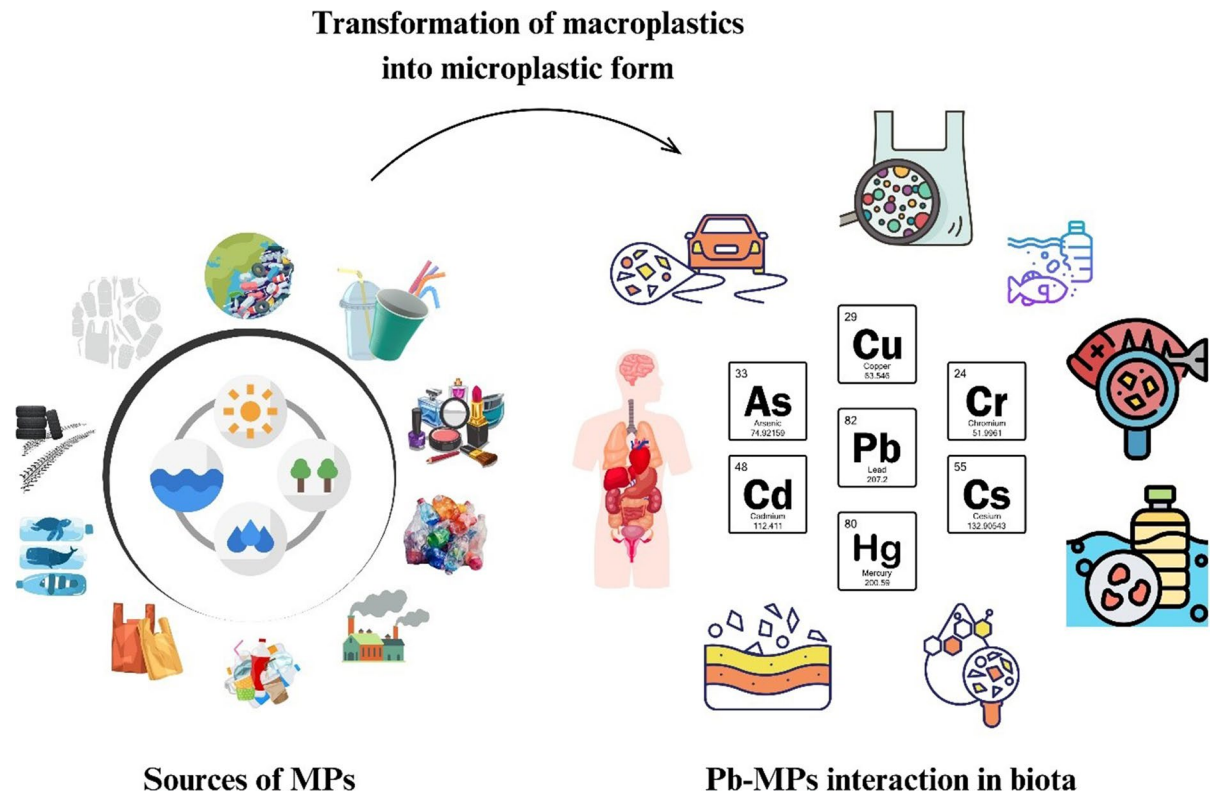 Transformation of macroplastics
into microplastic form
29
Cu
Copper
63.546
33
As
Arsenic
74.92159
24
Cr
Chromium
51.9961
82
Pb
Lead
207.2
48
Cd
Cadmium
112.411
55
Cs
Cesium
132.90543
80
Hg
Mercury
200.59
Sources of MPs
Pb-MPs interaction in biota